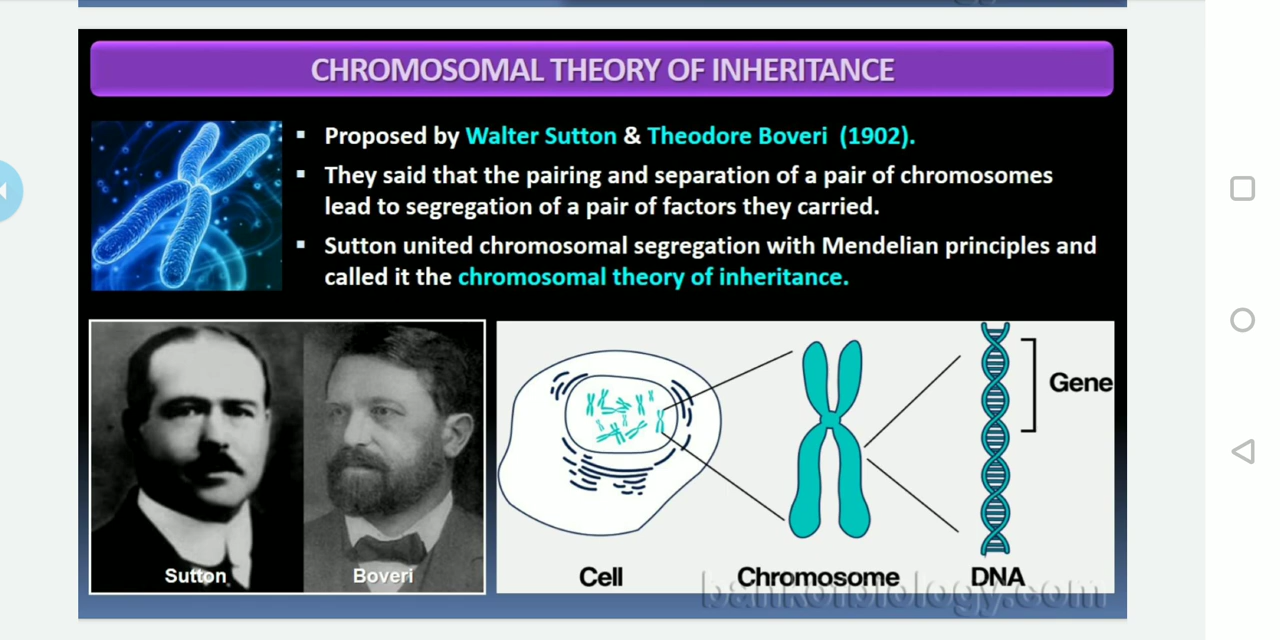 CHROMOSOMAL THEORY OF INHERITANCE
▪ Proposed by Walter Sutton & Theodore Boveri (1902).
▪ They said that the pairing and separation of a pair of chromosomes
lead to segregation of a pair of factors they carried.
▪ Sutton united chromosomal segregation with Mendelian principles and
called it the chromosomal theory of inheritance.
Sutton
Boveri
Gene
Cell
Chromosome
DNA
bankofbiology.com